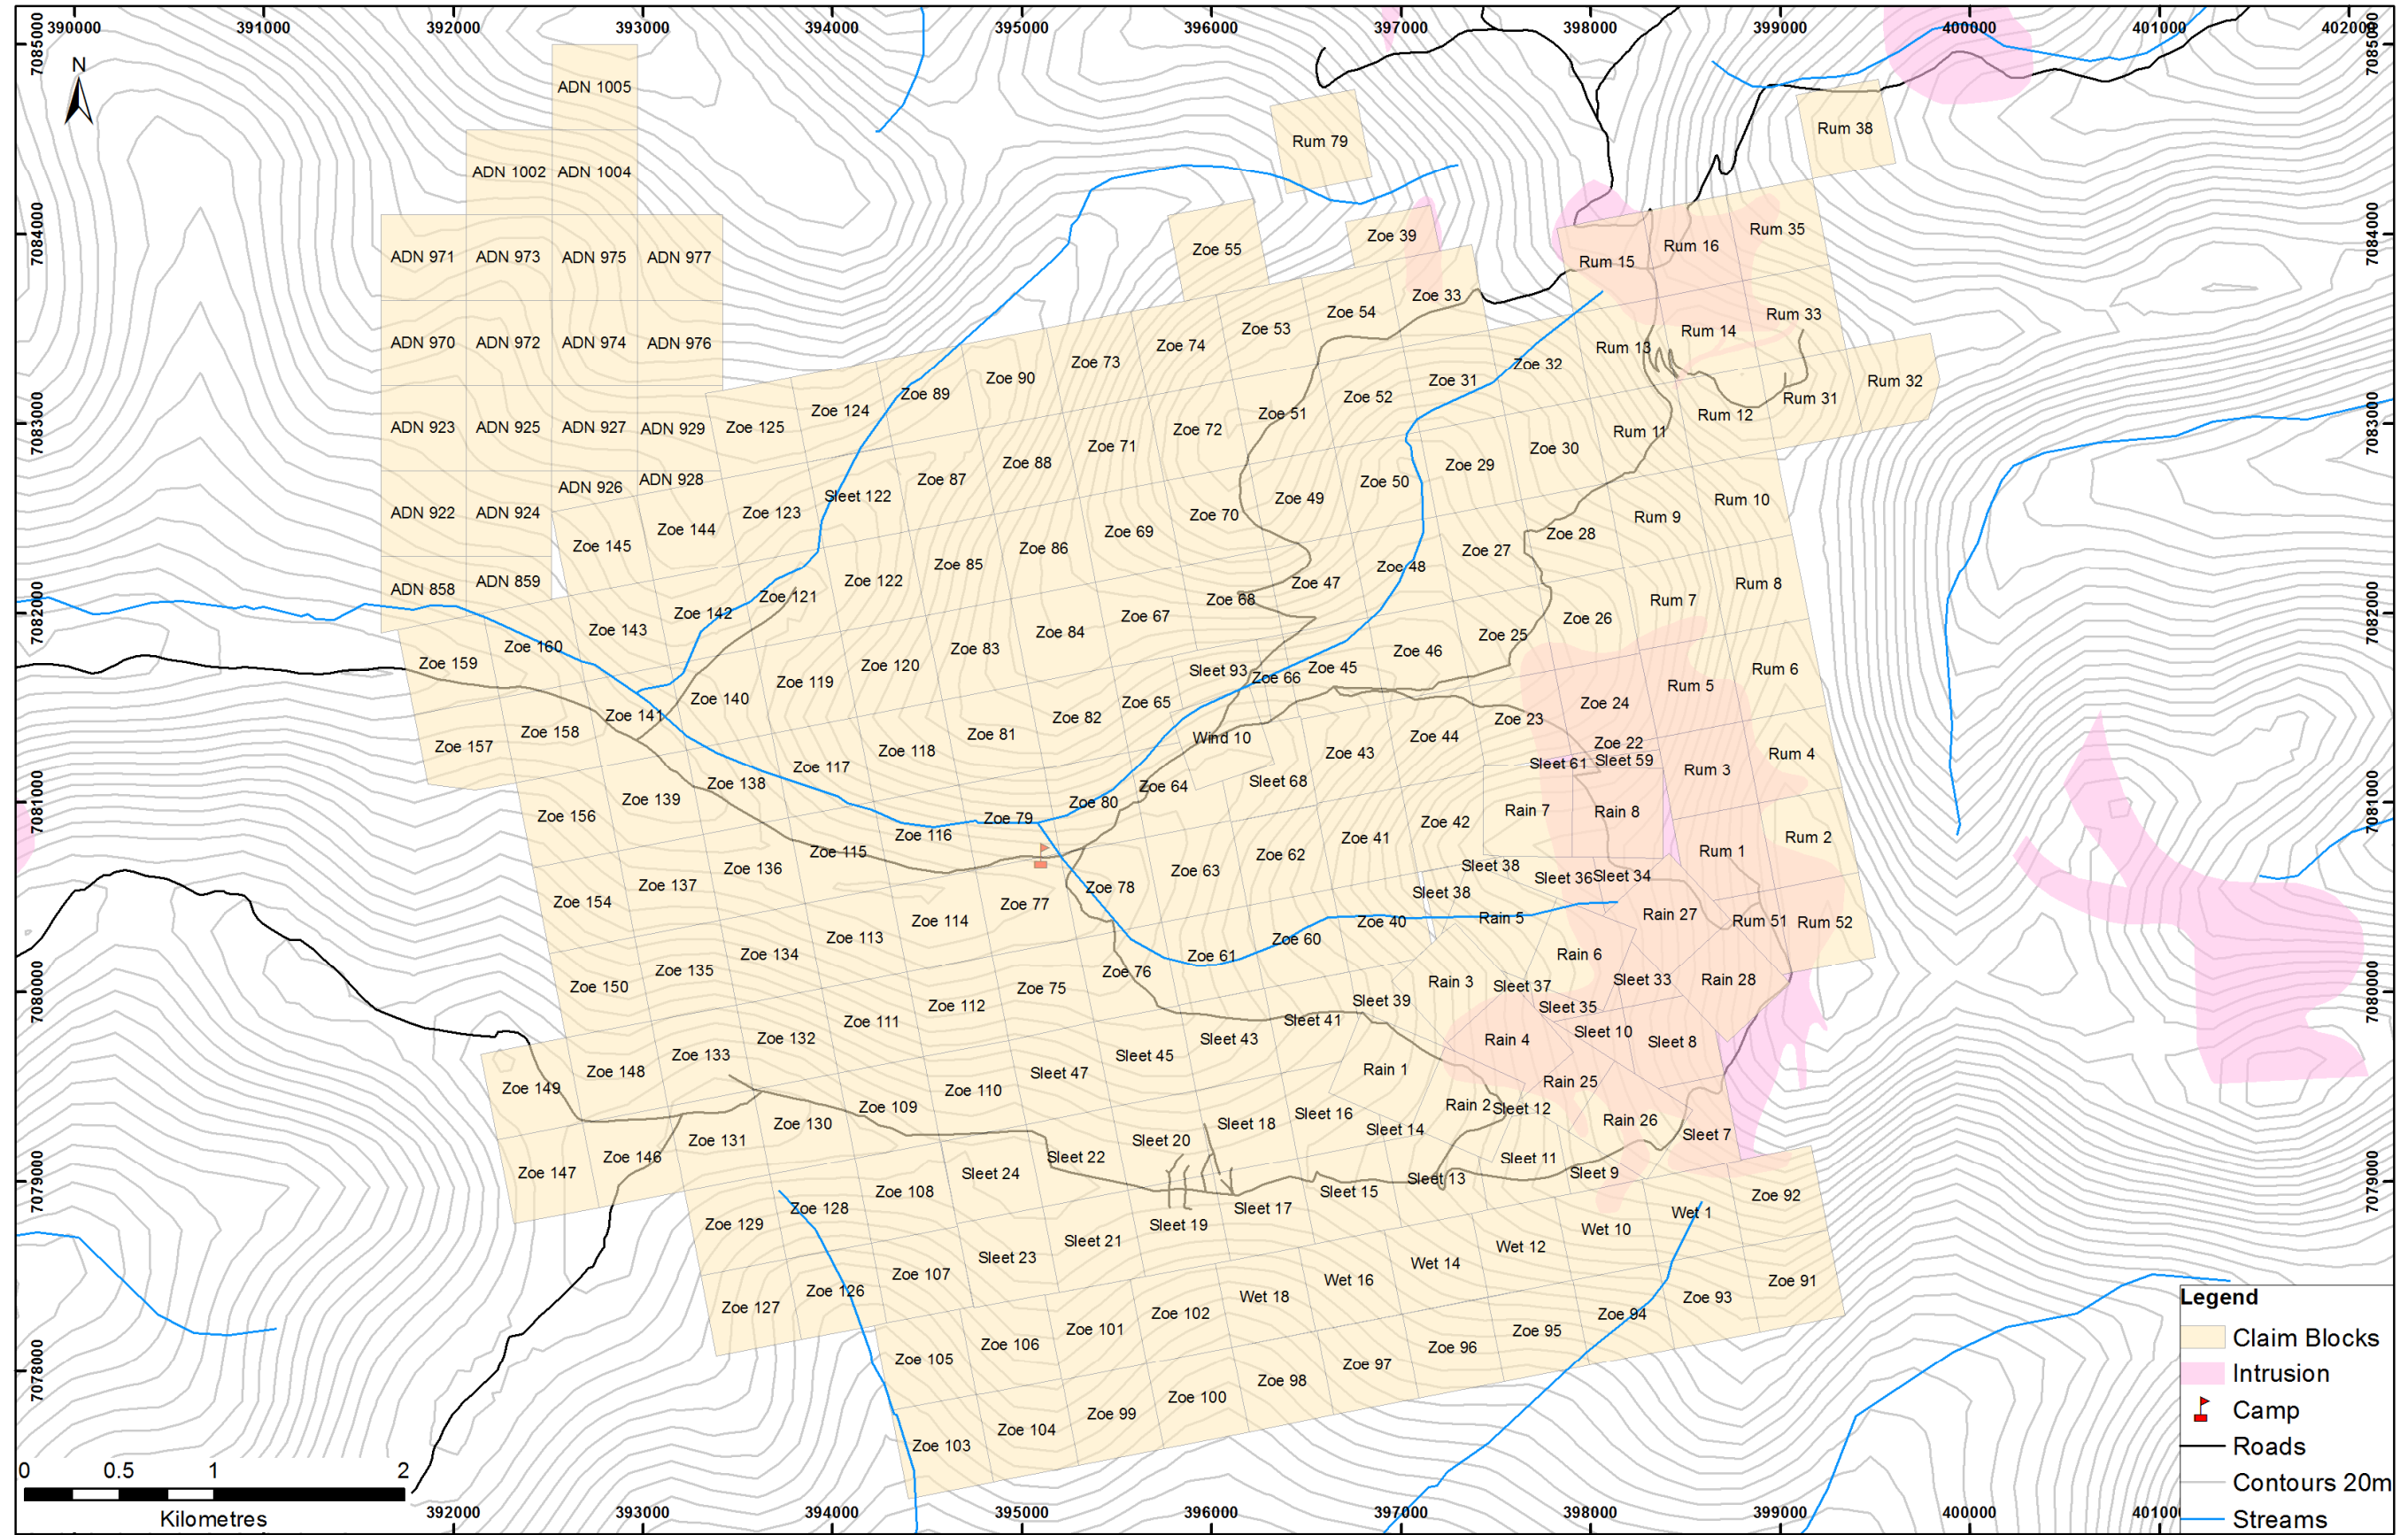 390000 391000 392000 393000 394000 395000 396000 397000 398000 399000 400000 401000 402000
7085000 7085000
N
ADN 1005
Rum 38
Rum 79
ADN 1002 ADN 1004
7084000 7084000
Rum 35
Zoe 39
Rum 16
Zoe 55
ADN 971 ADN 973 ADN 975 ADN 977
Rum 15
Zoe 33
Zoe 54
Rum 33
Zoe 53
Rum 14
ADN 970 ADN 972 ADN 974 ADN 976
Zoe 74
Rum 13
Zoe 73
Zoe 32
Zoe 90
Zoe 31
Rum 32
Zoe 89
Zoe 52
Rum 31
7083000 7083000
Zoe 124
Zoe 51
Rum 12
ADN 923 ADN 925 ADN 927 ADN 929 Zoe 125
Zoe 72
Rum 11
Zoe 71
Zoe 30
Zoe 88
Zoe 29
ADN 928
Zoe 87
Zoe 50
ADN 926
Sleet 122
Zoe 49
Rum 10
ADN 922 ADN 924
Zoe 123
Zoe 70
Rum 9
Zoe 144
Zoe 69
Zoe 28
Zoe 145
Zoe 86
Zoe 27
Zoe 85
Zoe 48
ADN 858 ADN 859
Zoe 122
Zoe 47
Rum 8
7082000 7082000
Zoe 121
Zoe 68
Rum 7
Zoe 142
Zoe 67
Zoe 26
Zoe 143
Zoe 84
Zoe 25
Zoe 160
Zoe 83
Zoe 46
Zoe 159
Zoe 120
Sleet 93
Zoe 66
Zoe 45
Rum 6
Zoe 119
Rum 5
Zoe 140
Zoe 65
Zoe 24
Zoe 141
Zoe 82
Zoe 23
Zoe 158
Zoe 81
Wind 10
Zoe 44
Zoe 22
Zoe 157
Zoe 118
Zoe 43
Rum 4
Zoe 117
Sleet 61 Sleet 59
Rum 3
Zoe 138
Zoe 64
Sleet 68
7081000 7081000
Zoe 139
Zoe 80
Rain 7 Rain 8
Zoe 156
Zoe 79
Zoe 42
Zoe 116
Zoe 41
Rum 2
Zoe 115
Zoe 62
Rum 1
Zoe 136
Zoe 63
Sleet 38
Zoe 137
Zoe 78
Sleet 36 Sleet 34
Zoe 154
Zoe 77
Sleet 38
Zoe 114
Zoe 40
Rain 5
Rain 27
Rum 51 Rum 52
Zoe 113
Zoe 60
Zoe 134
Zoe 61
Rain 6
7080000 7080000
Zoe 135
Zoe 76
Rain 3
Sleet 33 Rain 28
Zoe 150
Zoe 75
Sleet 37
Zoe 112
Sleet 39
Sleet 35
Zoe 111
Sleet 41
Sleet 10
Zoe 132
Sleet 43
Rain 4
Sleet 8
Zoe 133
Sleet 45
Zoe 148
Sleet 47
Rain 1
Zoe 149
Zoe 110
Rain 25
Zoe 109
Sleet 16
Rain 2 Sleet 12
Zoe 130
Sleet 18
Sleet 14
Rain 26
Zoe 131
Sleet 20
Sleet 7
Zoe 146
Sleet 22
Sleet 11
7079000 7079000
Zoe 147
Sleet 24
Sleet 13
Sleet 9
Zoe 108
Sleet 15
Zoe 92
Zoe 128
Sleet 17
Wet 1
Zoe 129
Sleet 19
Wet 10
Sleet 21
Wet 12
Sleet 23
Wet 14
Zoe 107
Wet 16
Zoe 91
Zoe 126
Wet 18
Zoe 93
Zoe 127
Zoe 102
Zoe 94
Zoe 101
Zoe 95
Zoe 106
Zoe 96
Zoe 105
Zoe 97
7078000
Zoe 98
Zoe 100
Zoe 99
Zoe 104
Zoe 103
Legend
Claim Blocks
Intrusion
Camp
Roads
Contours 20m
Streams
0 0.5 1 2
Kilometres
392000 393000 394000 395000 396000 397000 398000 399000 400000 40100